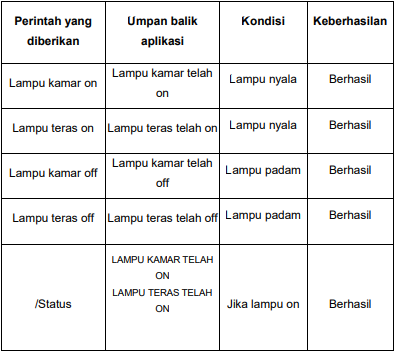 Perintah yang diberikan Umpan balik aplikasi Kondisi Keberhasilan
Lampu kamar on Lampu kamar telah on Lampu nyala Berhasil
Lampu teras on Lampu teras telah on Lampu nyala Berhasil
Lampu kamar off Lampu kamar telah off Lampu padam Berhasil
Lampu teras off Lampu teras telah off Lampu padam Berhasil
/Status LAMPU KAMAR TELAH ON LAMPU TERAS TELAH ON Jika lampu on Berhasil